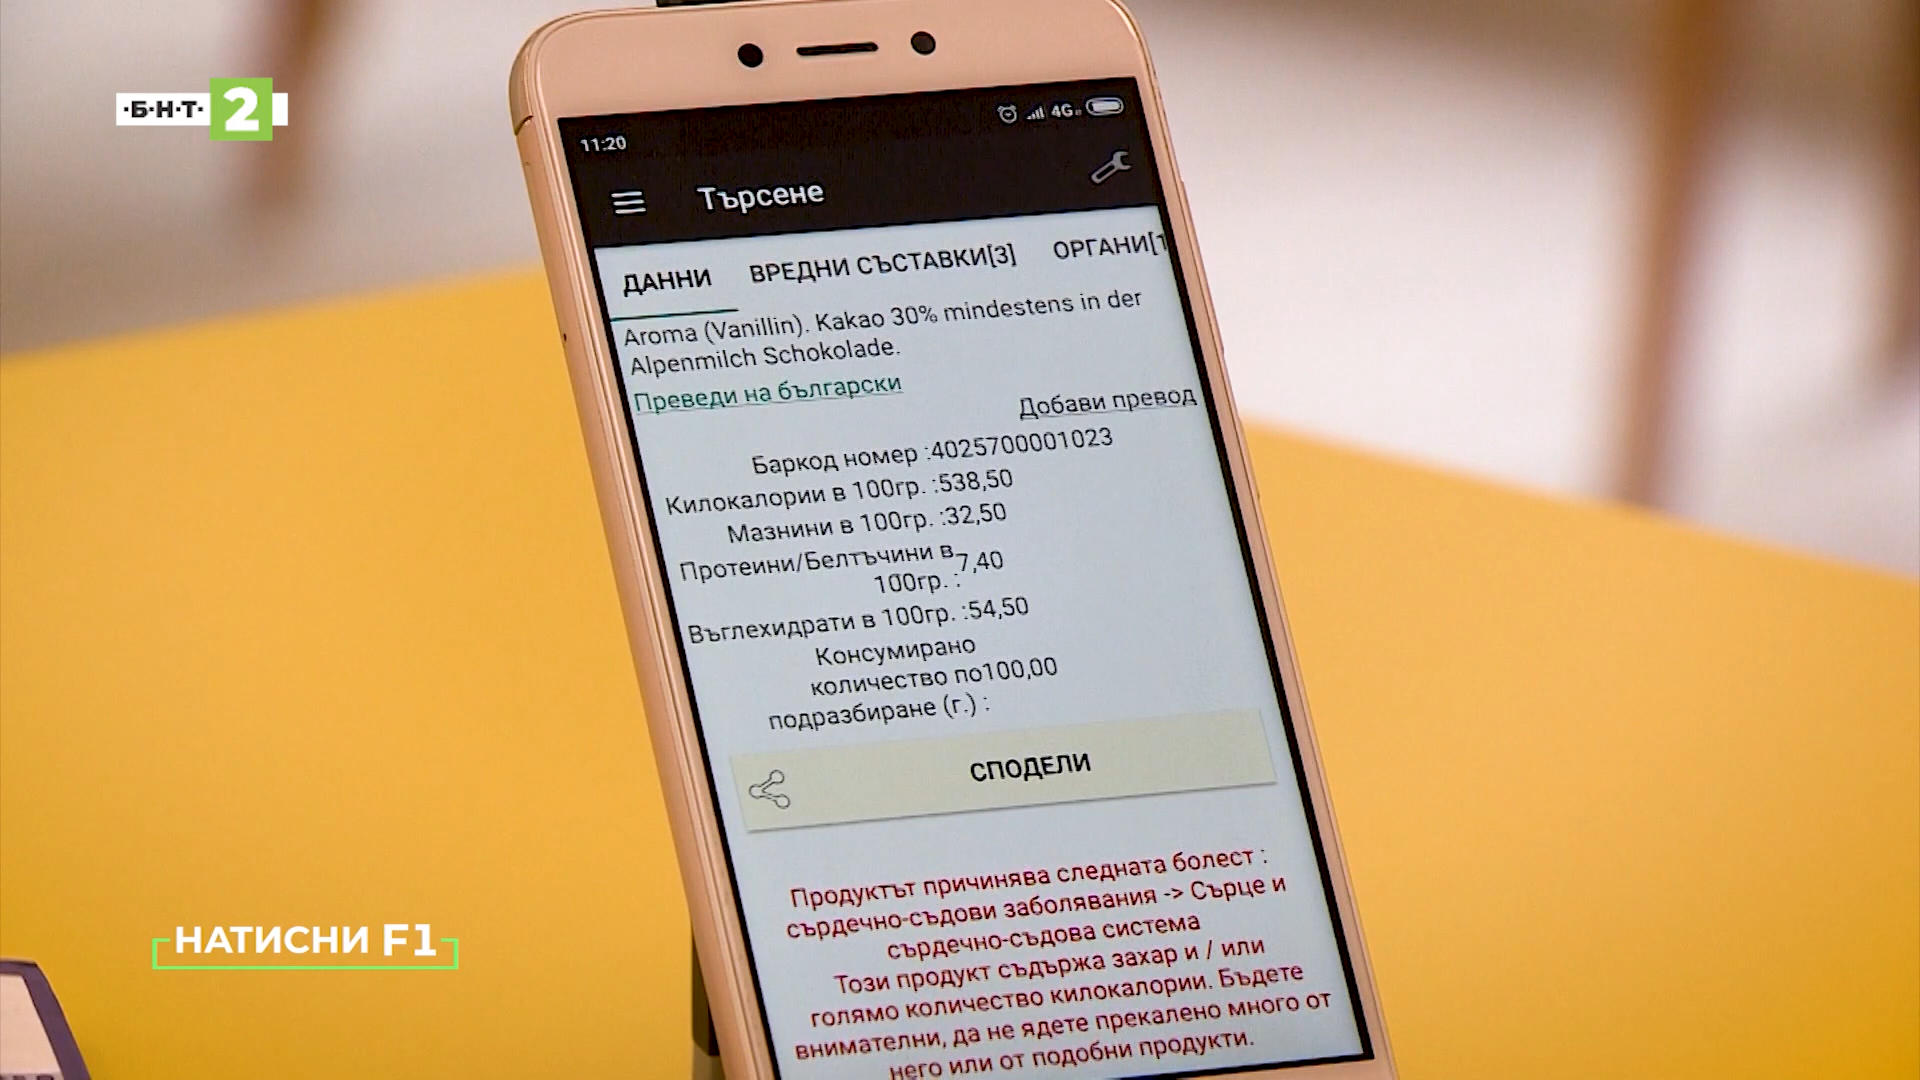 ·Б·Н·Т· 2
11:20
4G
Търсене
ДАННИ ВРЕДНИ СЪСТАВКИ[3] ОРГАНИ[1
Aroma (Vanillin). Kakao 30% mindestens in der
Alpenmilch Schokolade.
Преведи на български
Добави превод
Баркод номер :4025700001023
Килокалории в 100гр. :538,50
Мазнини в 100гр. :32,50
Протеини/Белтъчини в
100гр. :7,40
Въглехидрати в 100гр. :54,50
Консумирано
количество по100,00
подразбиране (г.) :
СПОДЕЛИ
Продуктът причинява следната болест :
сърдечно-съдови заболявания -> Сърце и
сърдечно-съдова система
Този продукт съдържа захар и / или
голямо количество килокалории. Бъдете
внимателни, да не ядете прекалено много от
него или от подобни продукти.
НАТИСНИ F1